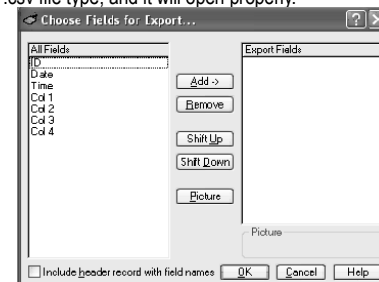 .csv file type, and it will open properly.
Choose Fields for Export...
All Fields
ID
Date
Time
Col 1
Col 2
Col 3
Col 4
Add ->
Remove
Shift Up
Shift Down
Picture
Export Fields
Picture
Include header record with field names
OK
Cancel
Help